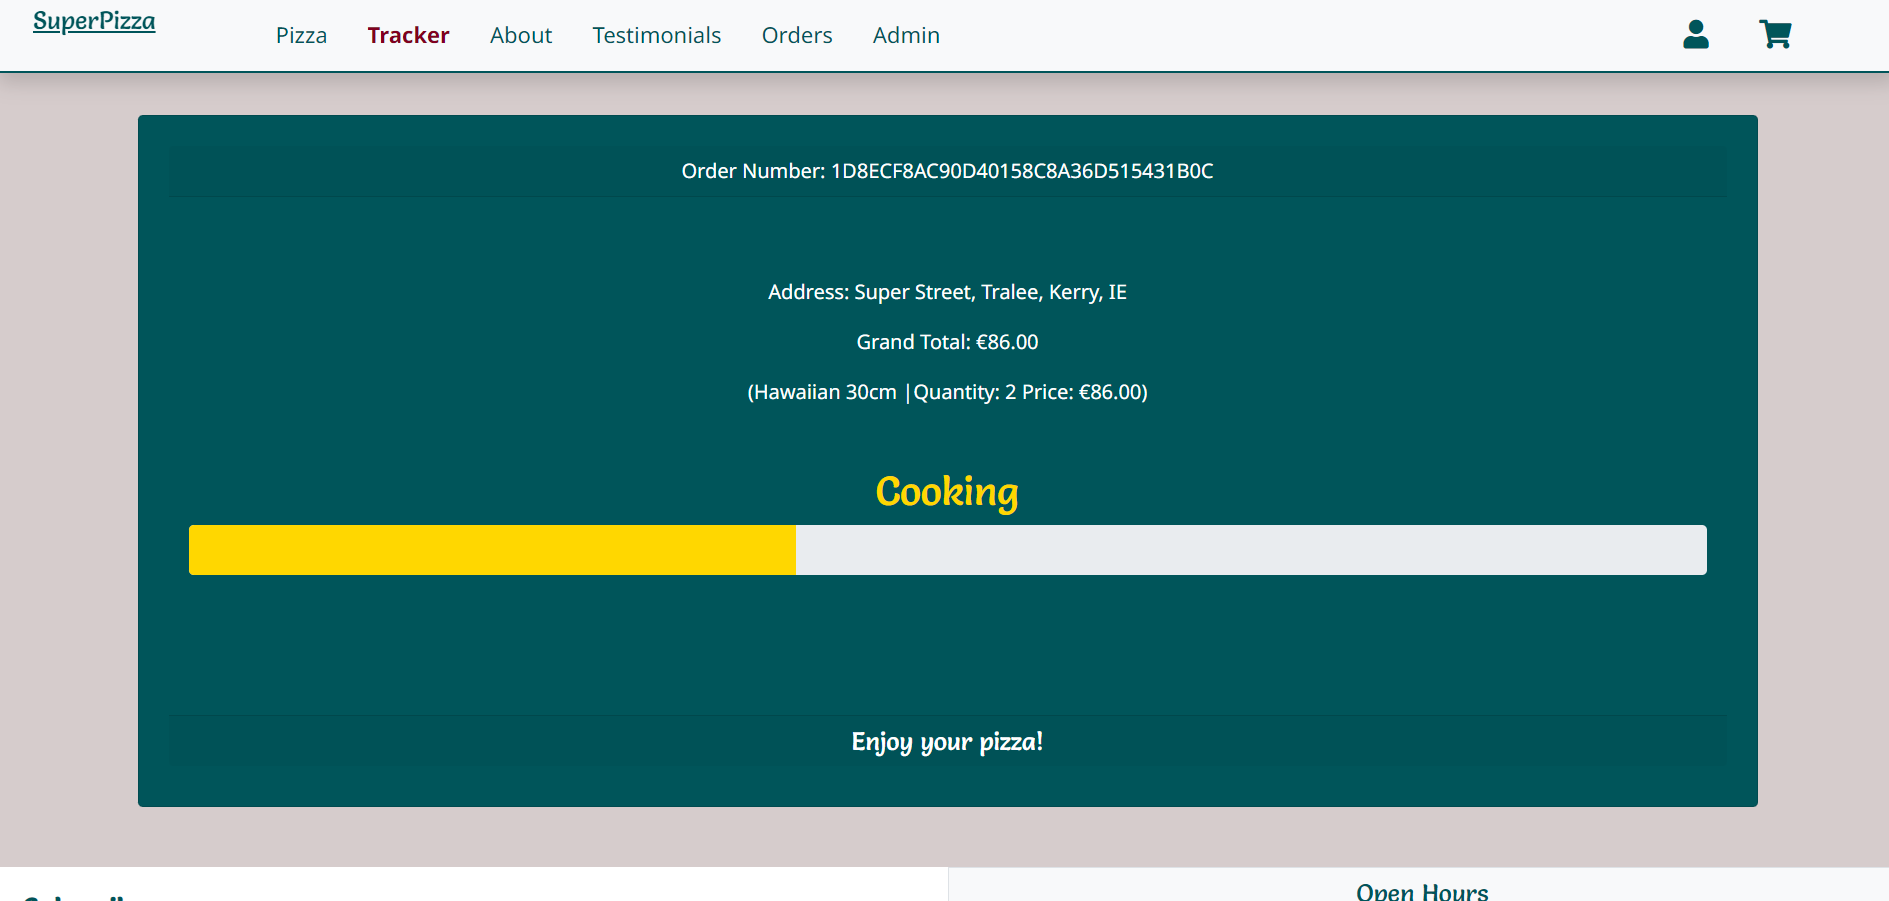 SuperPizza
Pizza Tracker About Testimonials Orders Admin
Order Number: 1D8ECF8AC90D40158C8A36D515431B0C
Address: Super Street, Tralee, Kerry, IE
Grand Total: €86.00
(Hawaiian 30cm |Quantity: 2 Price: €86.00)
Cooking
Enjoy your pizza!
Open Hours